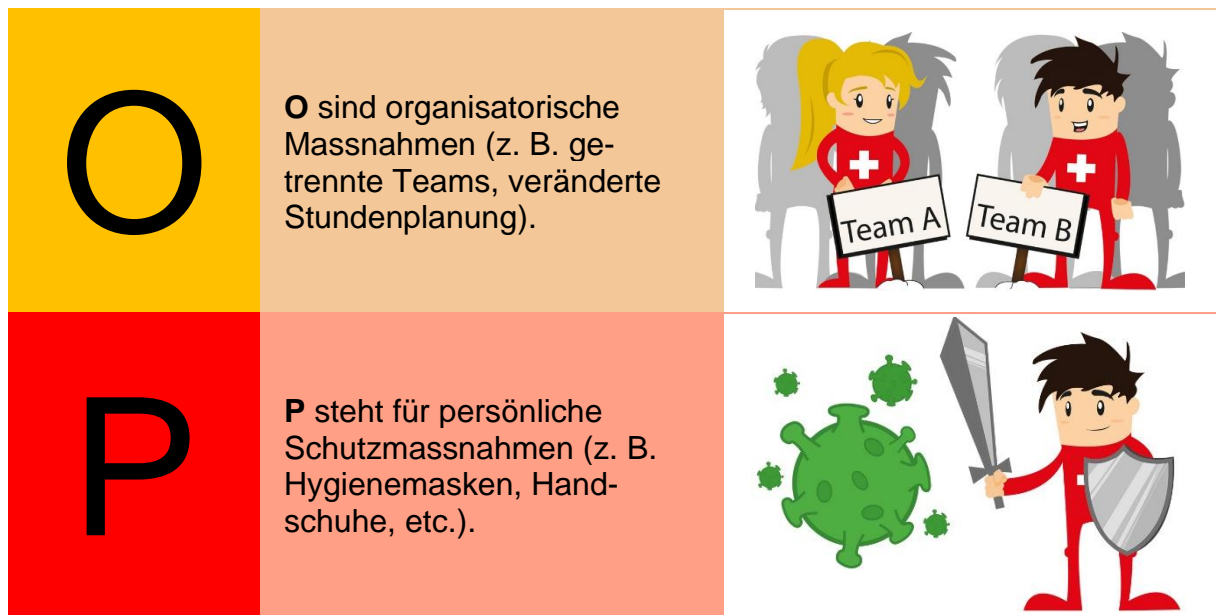 O
O sind organisatorische
Massnahmen (z. B. ge-
trennte Teams, veränderte
Stundenplanung).
Team A
Team B
P
P steht für persönliche
Schutzmassnahmen (z. B.
Hygienemasken, Hand-
schuhe, etc.).